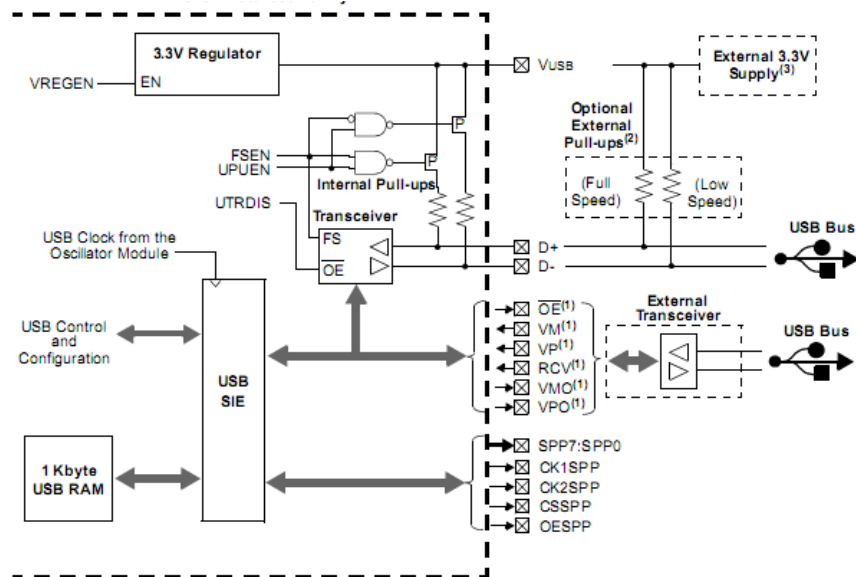 3.3V Regulator
VREGEN
EN
VUSB
External 3.3V
Supply(3)
Optional
External
Pull-ups(2)
P
FSEN
UPUEN
P
Internal Pull-ups
(Full
Speed)
(Low
Speed)
UTRDIS
Transceiver
FS
OE
USB Clock from the
Oscillator Module
D+
D-
USB Bus
USB Control
and
Configuration
USB
SIE
OE(1)
VM(1)
VP(1)
RCV(1)
VMO(1)
VPO(1)
External
Transceiver
USB Bus
1 Kbyte
USB RAM
SPP7:SPP0
CK1SPP
CK2SPP
CSSPP
OESPP